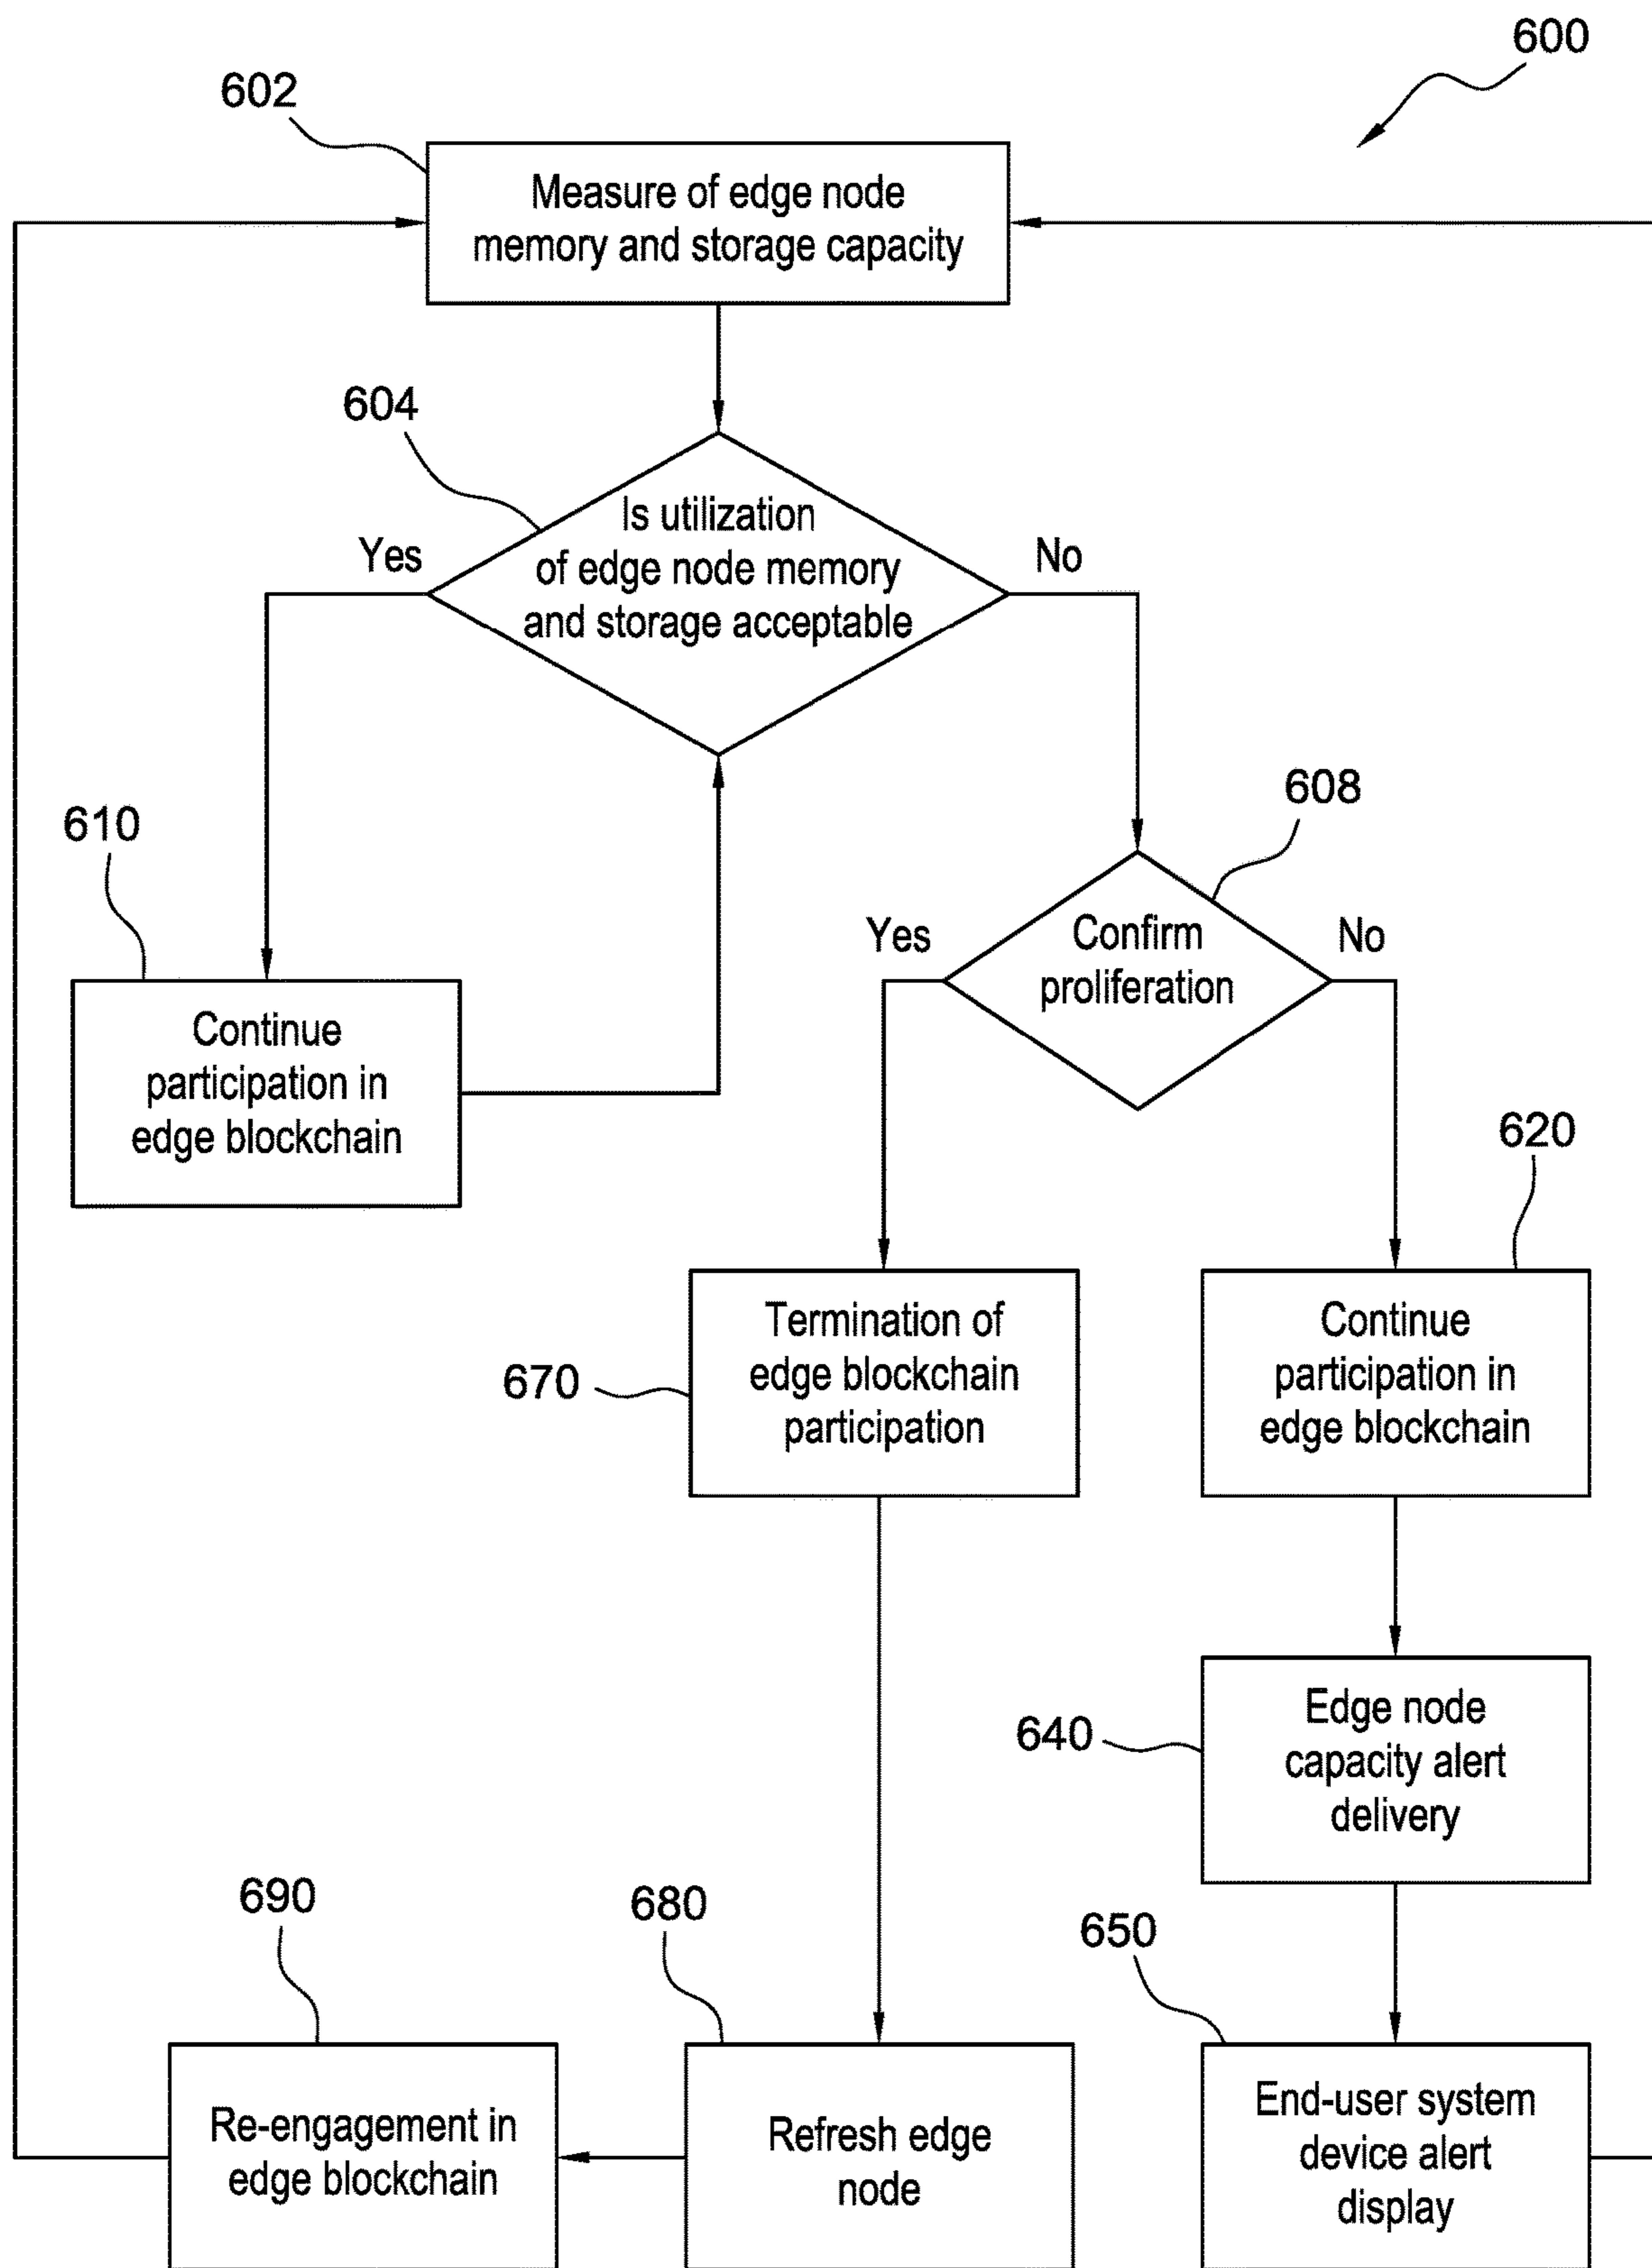 600
602
Measure of edge node
memory and storage capacity
604
Is utilization
of edge node memory
and storage acceptable
Yes
No
608
610
Yes
Confirm
proliferation
No
Continue
participation in
edge blockchain
620
670
Termination of
edge blockchain
participation
Continue
participation in
edge blockchain
640
Edge node
capacity alert
delivery
690
680
650
Re-engagement in
edge blockchain
Refresh edge
node
End-user system
device alert
display